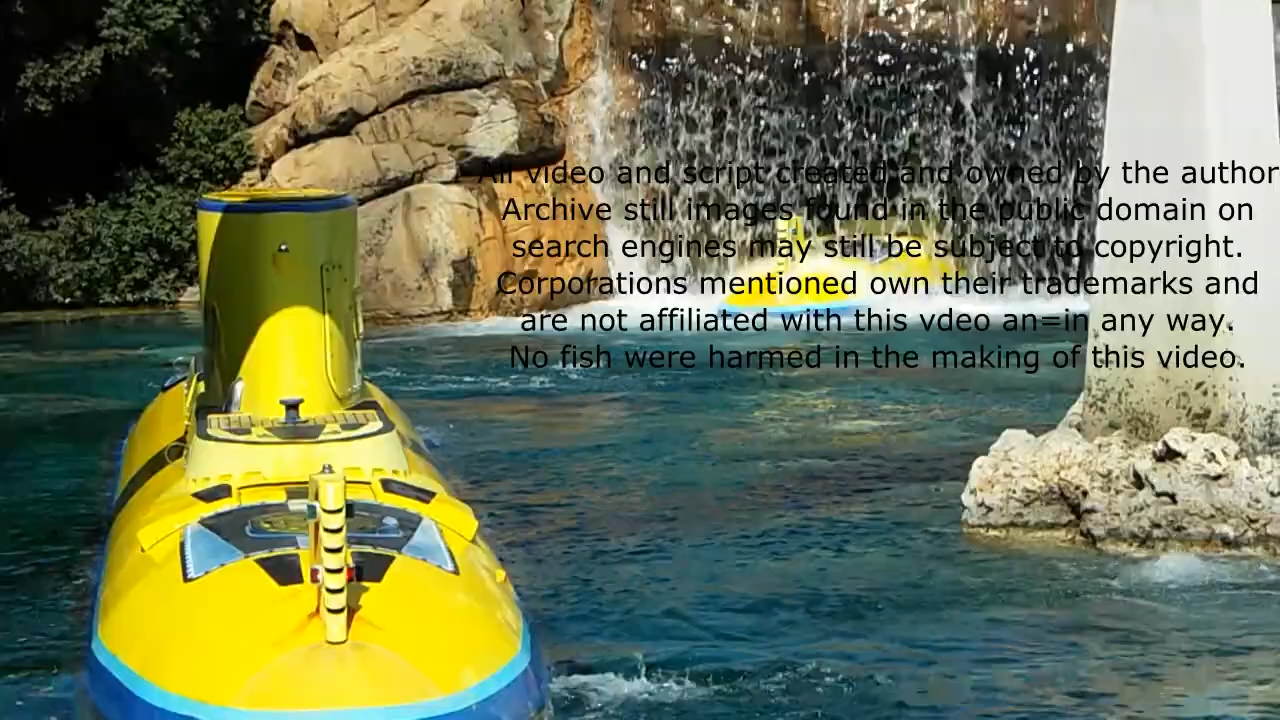 All video and script created and owned by the author
Archive still images found in the public domain on
search engines may still be subject to copyright.
Corporations mentioned own their trademarks and
are not affiliated with this vdeo an=in any way.
No fish were harmed in the making of this video.